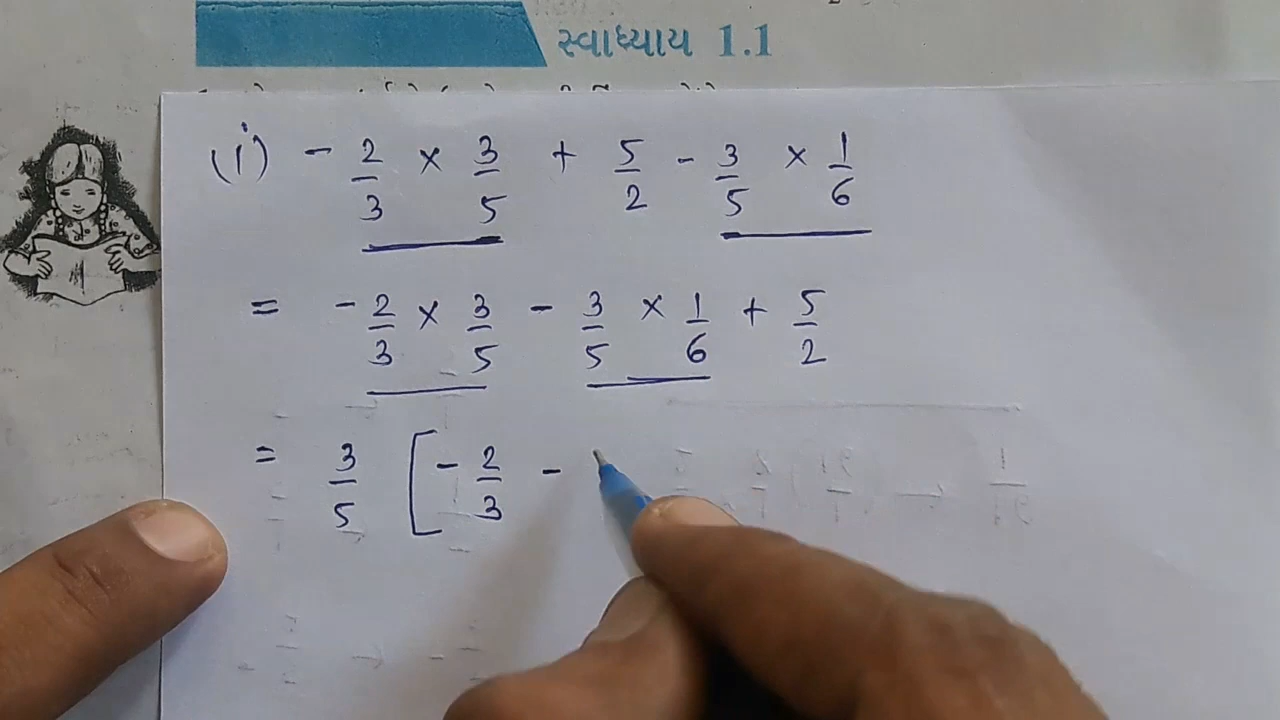 સ્વાધ્યાય 1.1
(i) - 2/3 × 3/5 + 5/2 - 3/5 × 1/6
= - 2/3 × 3/5 - 3/5 × 1/6 + 5/2
= 3/5 [ - 2/3 -